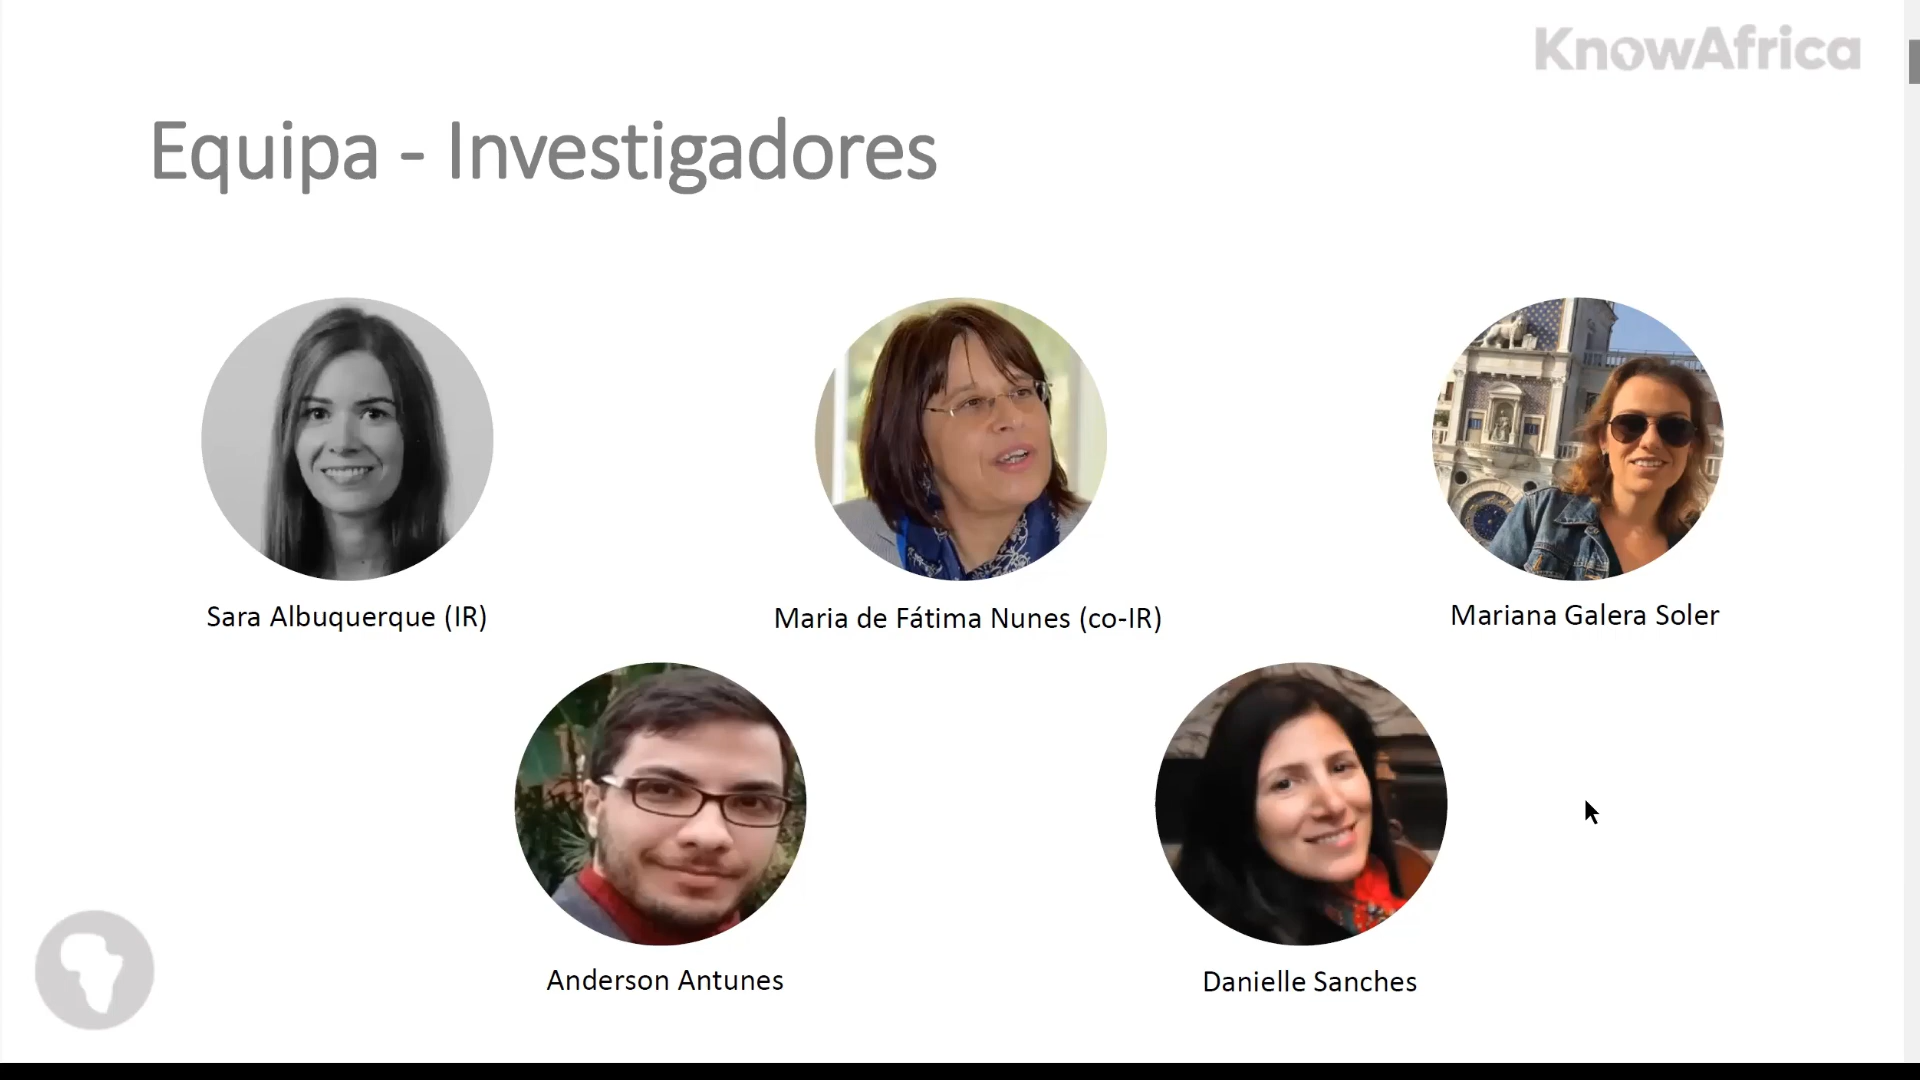 KnowAfrica
Equipa - Investigadores
Sara Albuquerque (IR)
Maria de Fátima Nunes (co-IR)
Mariana Galera Soler
Anderson Antunes
Danielle Sanches